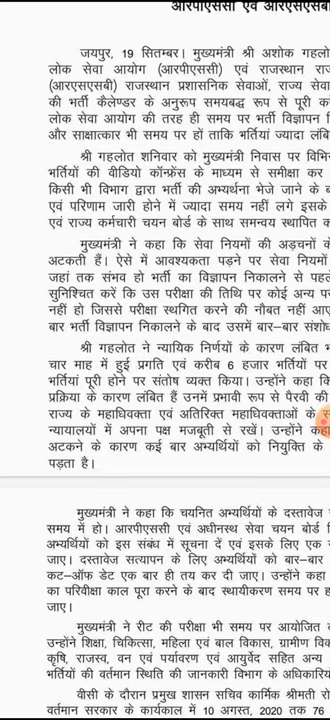 आरपीएससी एवं आरएसएसबी
जयपुर, 19 सितम्बर। मुख्यमंत्री श्री अशोक गहलो
लोक सेवा आयोग (आरपीएससी) एवं राजस्थान राज
(आरएसएसबी) राजस्थान प्रशासनिक सेवाओं, राज्य सेवा
की भर्ती कैलेण्डर के अनुरूप समयबद्ध रूप से पूरी कर
लोक सेवा आयोग की तरह ही समय पर भर्ती विज्ञापन नि
और साक्षात्कार भी समय पर हों ताकि भर्तियां ज्यादा लंबि
श्री गहलोत शनिवार को मुख्यमंत्री निवास पर विभि
भर्तियों की वीडियो कॉन्फ्रेंस के माध्यम से समीक्षा कर
किसी भी विभाग द्वारा भर्ती की अभ्यर्थना भेजे जाने के ब
एवं परिणाम जारी होने में ज्यादा समय नहीं लगे इसके
एवं राज्य कर्मचारी चयन बोर्ड के साथ समन्वय स्थापित क
मुख्यमंत्री ने कहा कि सेवा नियमों की अड़चनों के
अटकती हैं। ऐसे में आवश्यकता पड़ने पर सेवा नियमों
जहां तक संभव हो भर्ती का विज्ञापन निकालने से पहले
सुनिश्चित करें कि उस परीक्षा की तिथि पर कोई अन्य पर
नहीं हो जिससे परीक्षा स्थगित करने की नौबत नहीं आए
बार भर्ती विज्ञापन निकालने के बाद उसमें बार-बार संशोध
श्री गहलोत ने न्यायिक निर्णयों के कारण लंबित भ
चार माह में हुई प्रगति एवं करीब 6 हजार भर्तियों पर
भर्तियां पूरी होने पर संतोष व्यक्त किया। उन्होंने कहा कि
प्रक्रिया के कारण लंबित हैं उनमें प्रभावी रूप से पैरवी की
राज्य के महाधिवक्ता एवं अतिरिक्त महाधिवक्ताओं के स
न्यायालयों में अपना पक्ष मजबूती से रखें। उन्होंने कहा
अटकने के कारण कई बार अभ्यर्थियों को नियुक्ति के
पड़ता है।
मुख्यमंत्री ने कहा कि चयनित अभ्यर्थियों के दस्तावेज
समय में हो। आरपीएससी एवं अधीनस्थ सेवा चयन बोर्ड
अभ्यर्थियों को इस संबंध में सूचना दें एवं इसके लिए एक
जाए। दस्तावेज सत्यापन के लिए अभ्यर्थियों को बार-बार
कट-ऑफ डेट एक बार ही तय कर दी जाए। उन्होंने कहा
का परिवीक्षा काल पूरा करने के बाद स्थायीकरण समय पर ह
जाए।
मुख्यमंत्री ने रीट की परीक्षा भी समय पर आयोजित क
उन्होंने शिक्षा, चिकित्सा, महिला एवं बाल विकास, ग्रामीण विक
कृषि, राजस्व, वन एवं पर्यावरण एवं आयुर्वेद सहित अन्य
भर्तियों की वर्तमान स्थिति की जानकारी विभाग के अधिकारियों
वीसी के दौरान प्रमुख शासन सचिव कार्मिक श्रीमती रो
वर्तमान सरकार के कार्यकाल में 10 अगस्त, 2020 तक 76